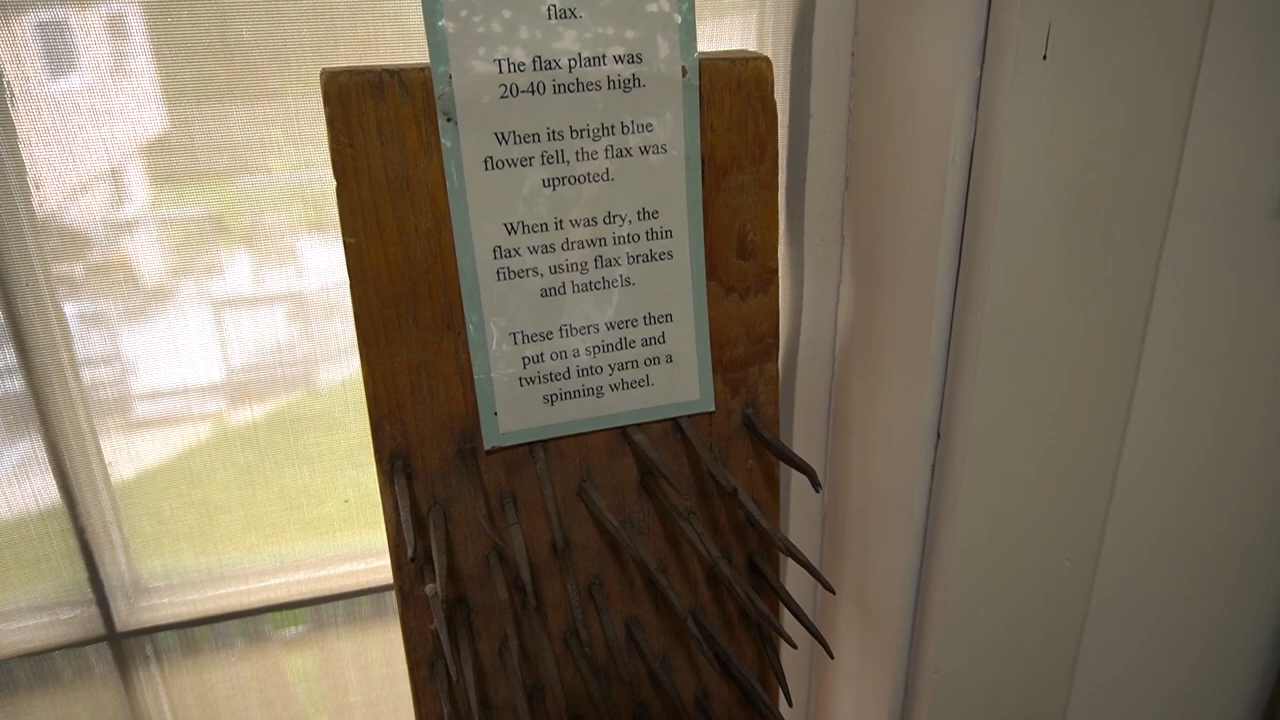 flax.
The flax plant was
20-40 inches high.
When its bright blue
flower fell, the flax was
uprooted.
When it was dry, the
flax was drawn into thin
fibers, using flax brakes
and hatchels.
These fibers were then
put on a spindle and
twisted into yarn on a
spinning wheel.